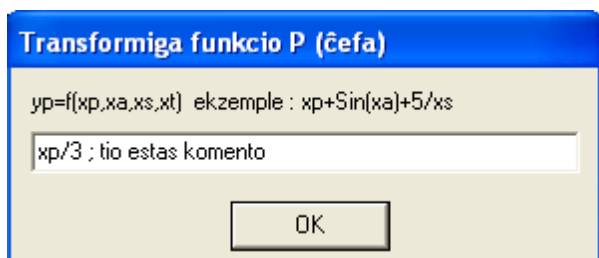 Transformiga funkcio P (ĉefa)
yp=f(xp,xa,xs,xt) ekzemple : xp+Sin(xa)+5/xs
xp/3 ; tio estas komento
OK